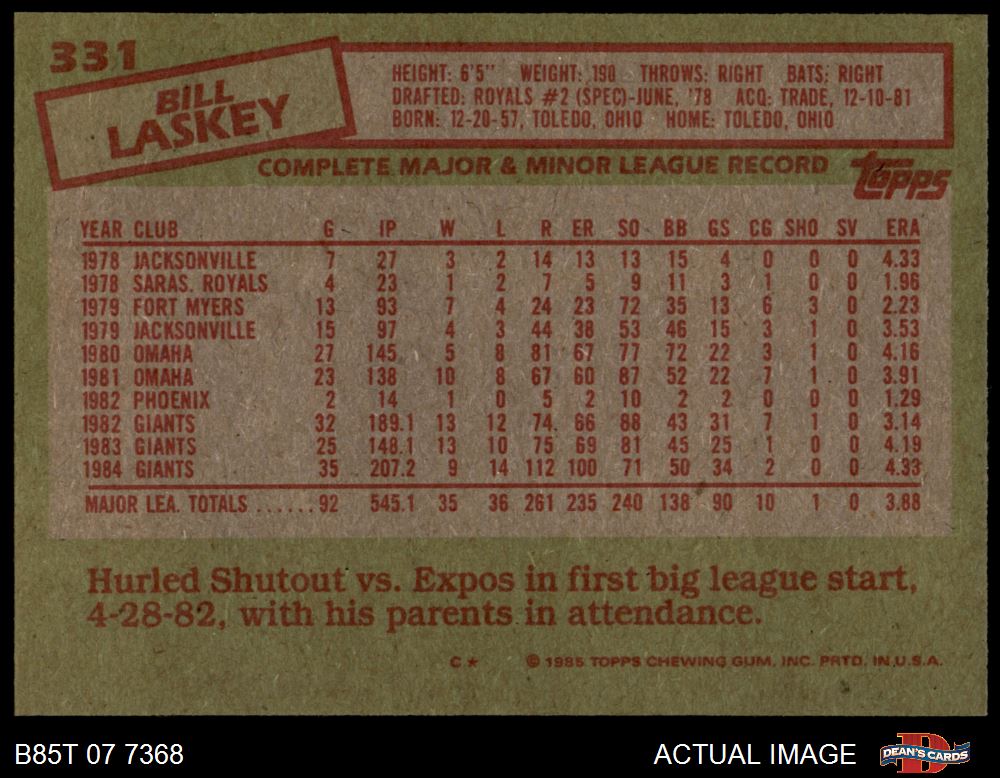 331
BILL
LASKEY
HEIGHT: 6'5" WEIGHT: 190 THROWS: RIGHT BATS: RIGHT
DRAFTED: ROYALS #2 (SPEC)-JUNE, '78 ACQ: TRADE, 12-10-81
BORN: 12-20-57, TOLEDO, OHIO HOME: TOLEDO, OHIO
COMPLETE MAJOR & MINOR LEAGUE RECORD
topps
YEAR CLUB G IP W L R ER SO BB GS CG SHO SV ERA
1978 JACKSONVILLE 7 27 3 2 14 13 13 15 4 0 0 0 4.33
1978 SARAS. ROYALS 4 23 1 2 7 5 9 11 3 1 0 0 1.96
1979 FORT MYERS 13 93 7 4 24 23 72 35 13 6 3 0 2.23
1979 JACKSONVILLE 15 97 4 3 44 38 53 46 15 3 1 0 3.53
1980 OMAHA 27 145 5 8 81 67 77 72 22 3 1 0 4.16
1981 OMAHA 23 138 10 8 67 60 87 52 22 7 1 0 3.91
1982 PHOENIX 2 14 1 0 5 2 10 2 2 0 0 0 1.29
1982 GIANTS 32 189.1 13 12 74 66 88 43 31 7 1 0 3.14
1983 GIANTS 25 148.1 13 10 75 69 81 45 25 1 0 0 4.19
1984 GIANTS 35 207.2 9 14 112 100 71 50 34 2 0 0 4.33
MAJOR LEA. TOTALS ......92 545.1 35 36 261 235 240 138 90 10 1 0 3.88
Hurled Shutout vs. Expos in first big league start,
4-28-82, with his parents in attendance.
C* © 1985 TOPPS CHEWING GUM, INC. PRTD. IN U.S.A.
B85T 07 7368 ACTUAL IMAGE DEAN'S CARDS